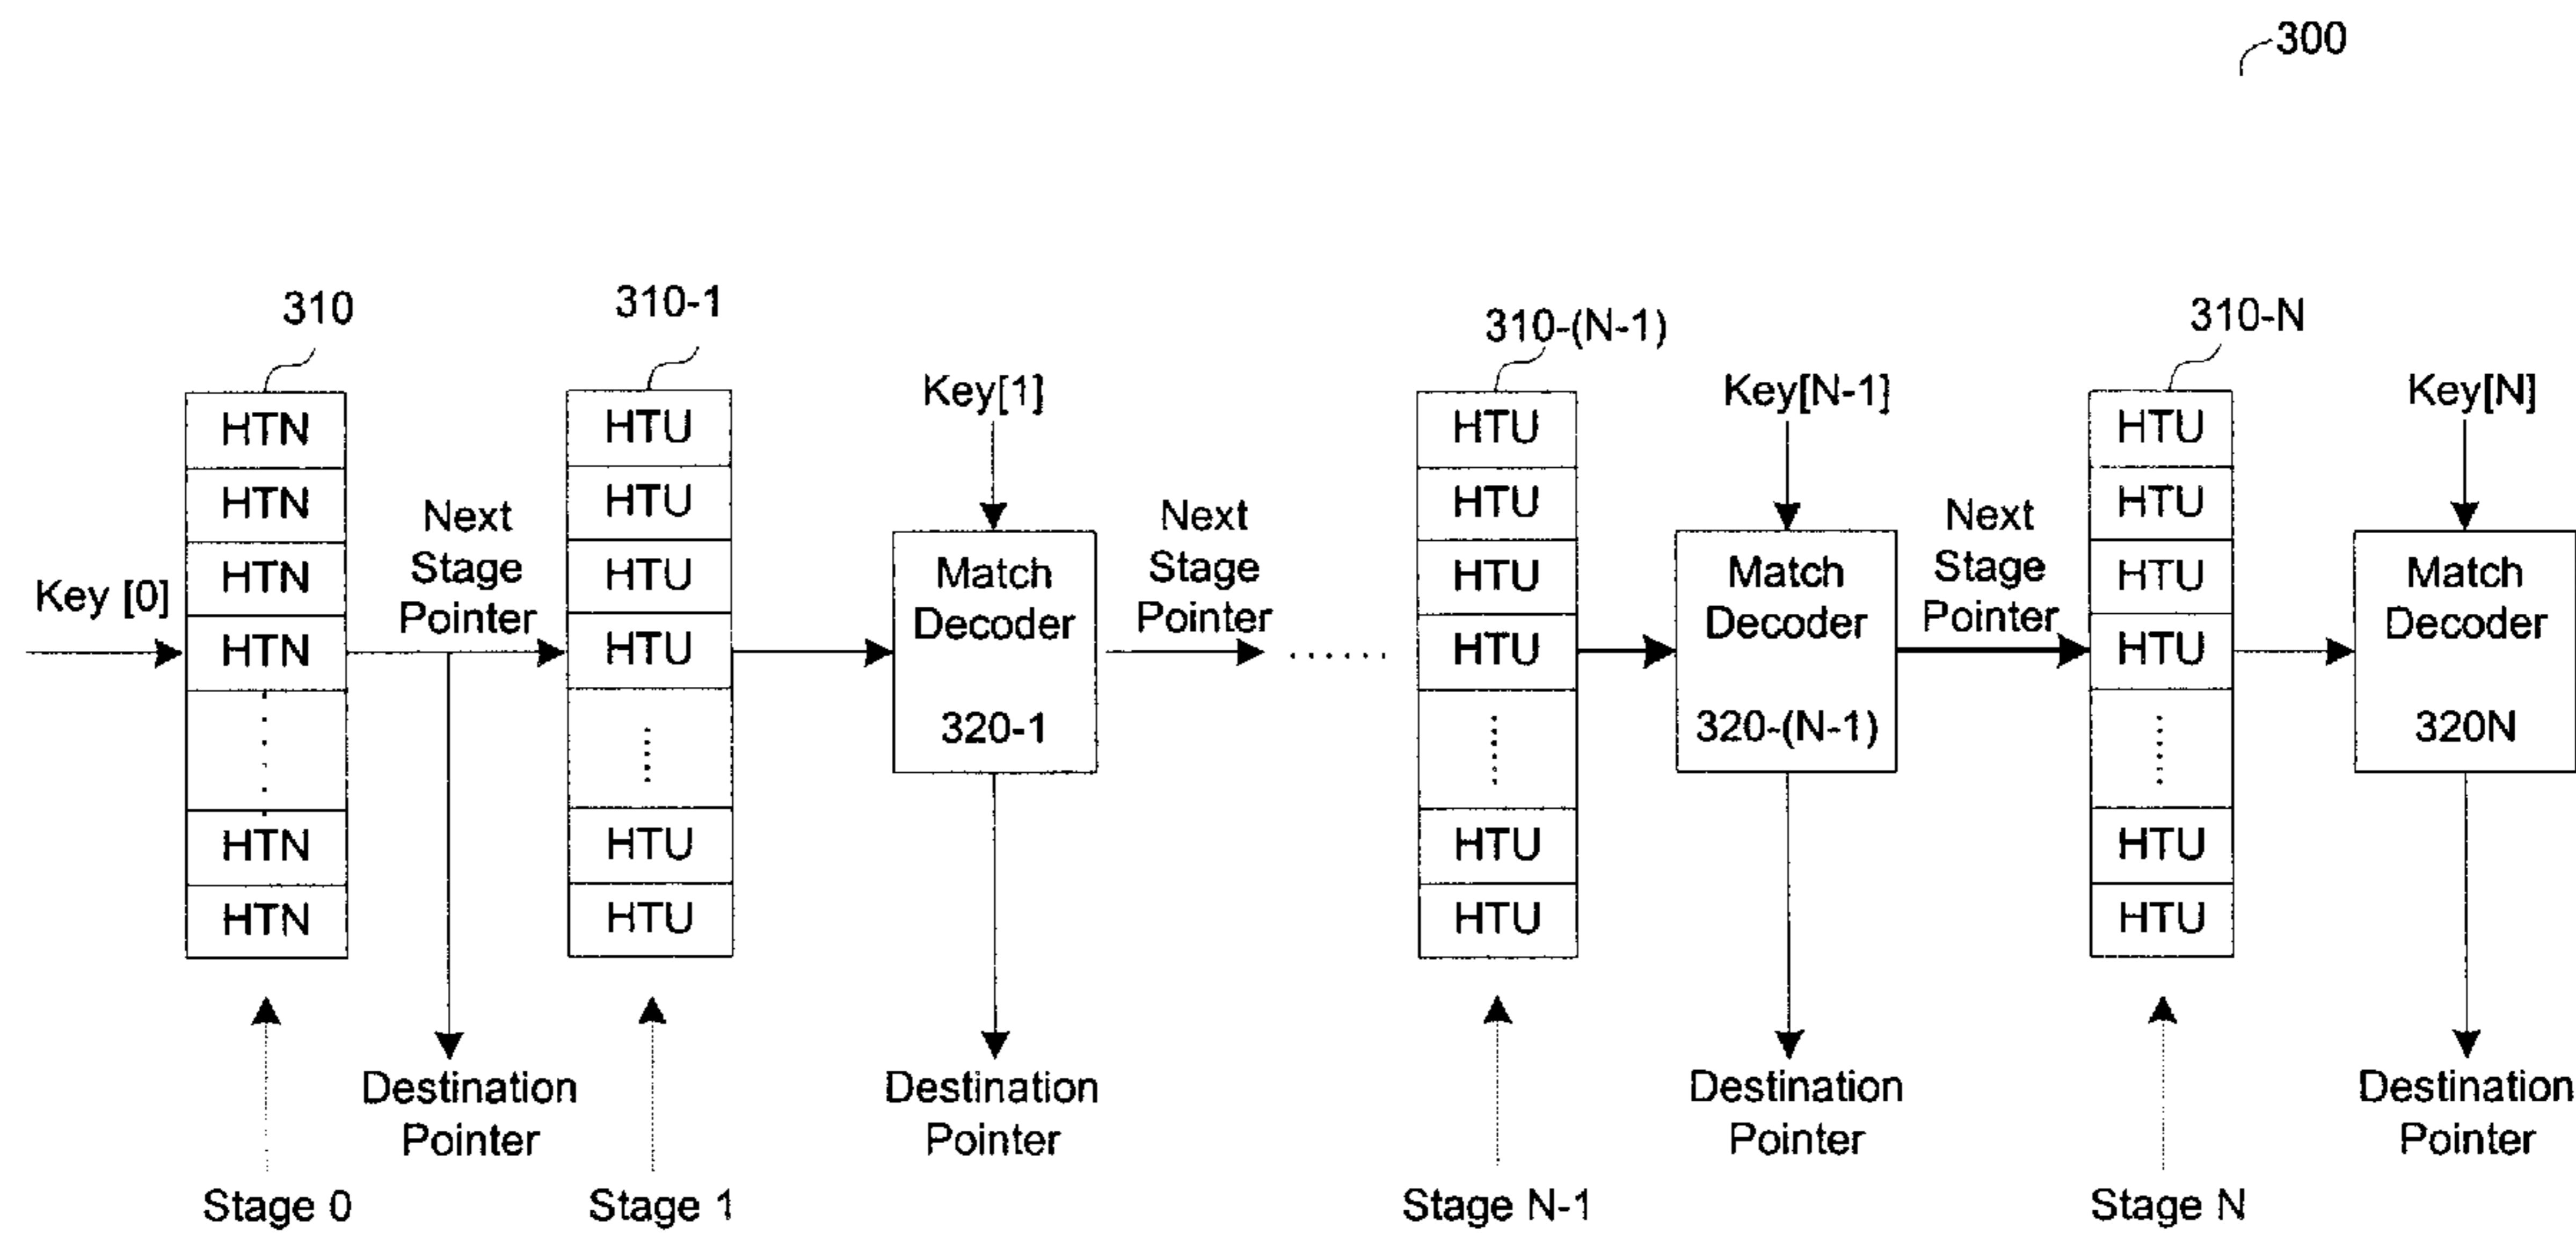 300
310
310-1
310-(N-1)
310-N
Key [0]
HTN
HTN
HTN
HTN
HTN
HTN
Stage 0
Next
Stage
Pointer
Destination
Pointer
HTU
HTU
HTU
HTU
HTU
HTU
Stage 1
Key[1]
Match
Decoder
320-1
Destination
Pointer
Next
Stage
Pointer
HTU
HTU
HTU
HTU
HTU
HTU
Stage N-1
Key[N-1]
Match
Decoder
320-(N-1)
Destination
Pointer
Next
Stage
Pointer
HTU
HTU
HTU
HTU
HTU
HTU
Stage N
Key[N]
Match
Decoder
320N
Destination
Pointer